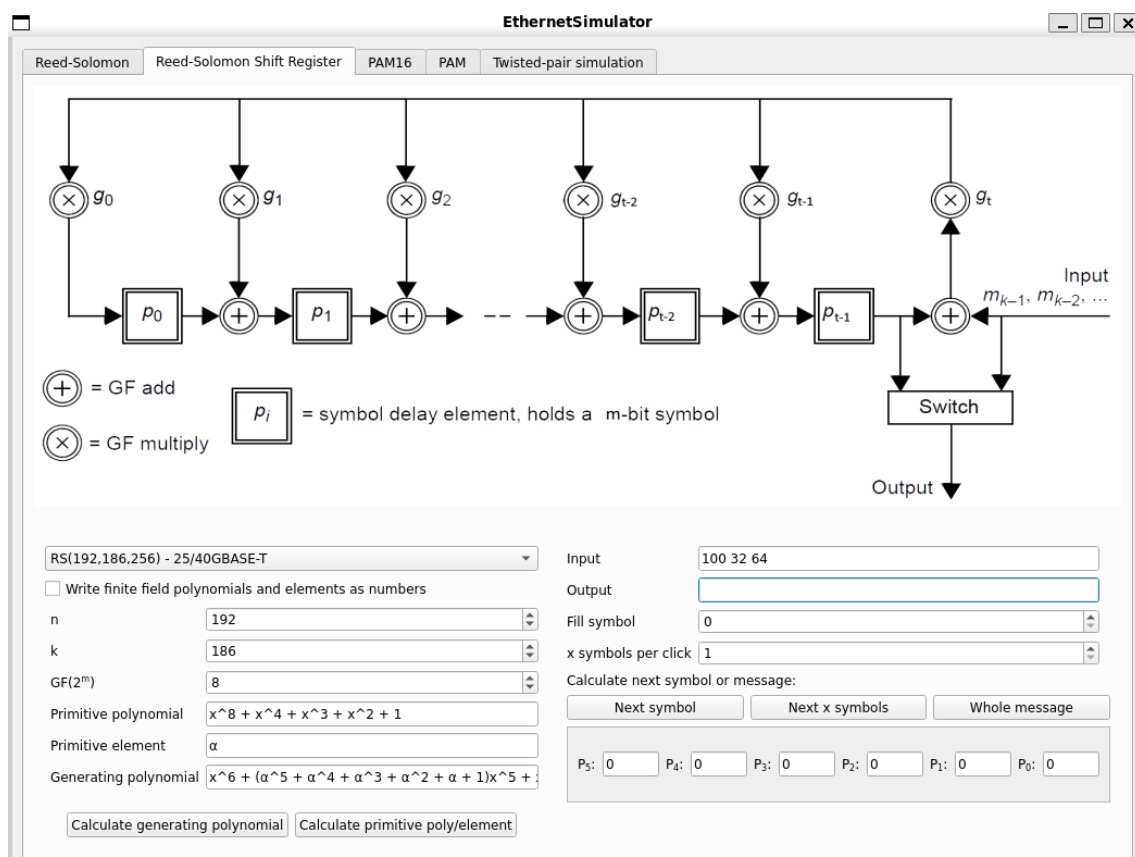 EthernetSimulator
Reed-Solomon Reed-Solomon Shift Register PAM16 PAM Twisted-pair simulation
g0 g1 g2 gt-2 gt-1 gt
Input
mk−1, mk−2, ...
p0 p1 pt-2 pt-1
= GF add
pi = symbol delay element, holds a m-bit symbol
= GF multiply
Switch
Output
RS(192,186,256) - 25/40GBASE-T
Write finite field polynomials and elements as numbers
n 192
k 186
GF(2^m) 8
Primitive polynomial x^8 + x^4 + x^3 + x^2 + 1
Primitive element α
Generating polynomial x^6 + (α^5 + α^4 + α^3 + α^2 + α + 1)x^5 +
Calculate generating polynomial Calculate primitive poly/element
Input 100 32 64
Output
Fill symbol 0
x symbols per click 1
Calculate next symbol or message:
Next symbol Next x symbols Whole message
P5: 0 P4: 0 P3: 0 P2: 0 P1: 0 P0: 0